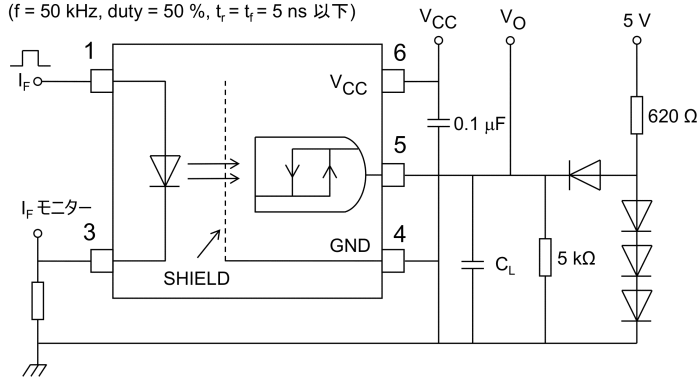 (f = 50 kHz, duty = 50 %, tr = tf = 5 ns 以下)
VCC
VO
5 V
1
6
IF
VCC
620 Ω
0.1 μF
5
IF モニター
3
GND
4
SHIELD
CL
5 kΩ